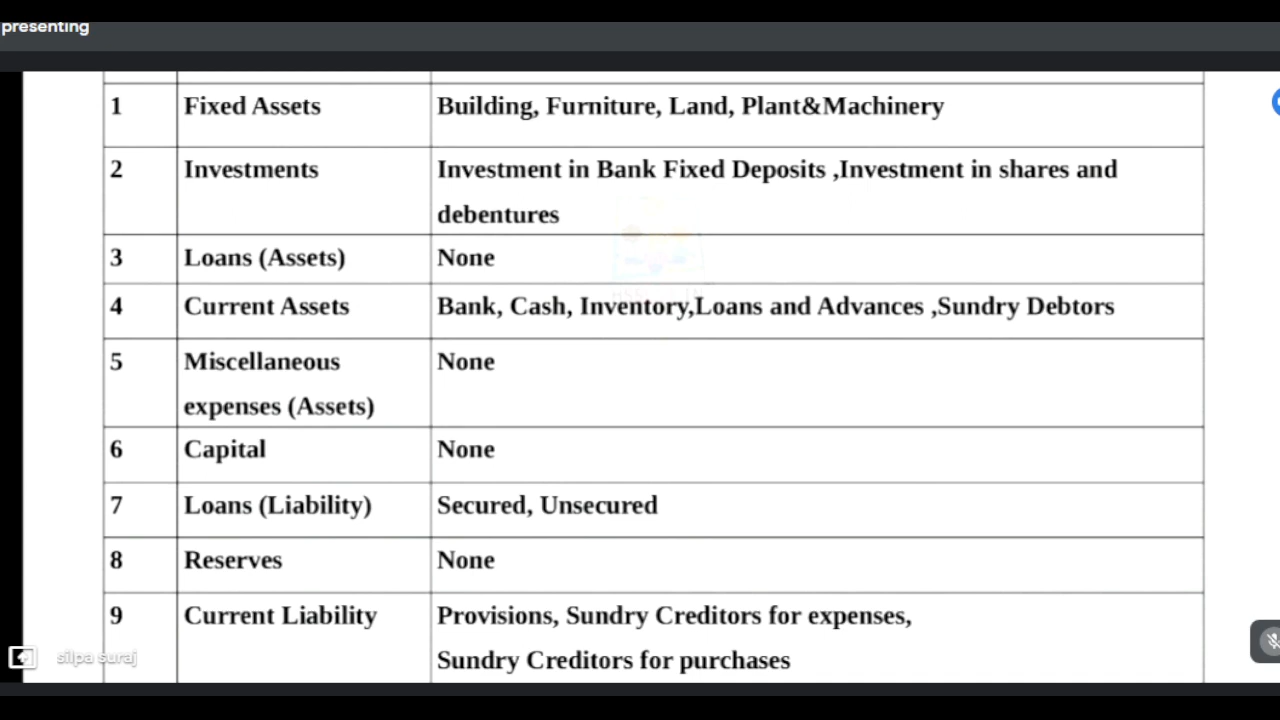 presenting
1 Fixed Assets Building, Furniture, Land, Plant&Machinery
2 Investments Investment in Bank Fixed Deposits ,Investment in shares and
debentures
3 Loans (Assets) None
4 Current Assets Bank, Cash, Inventory,Loans and Advances ,Sundry Debtors
5 Miscellaneous None
expenses (Assets)
6 Capital None
7 Loans (Liability) Secured, Unsecured
8 Reserves None
9 Current Liability Provisions, Sundry Creditors for expenses,
Sundry Creditors for purchases
silpa suraj